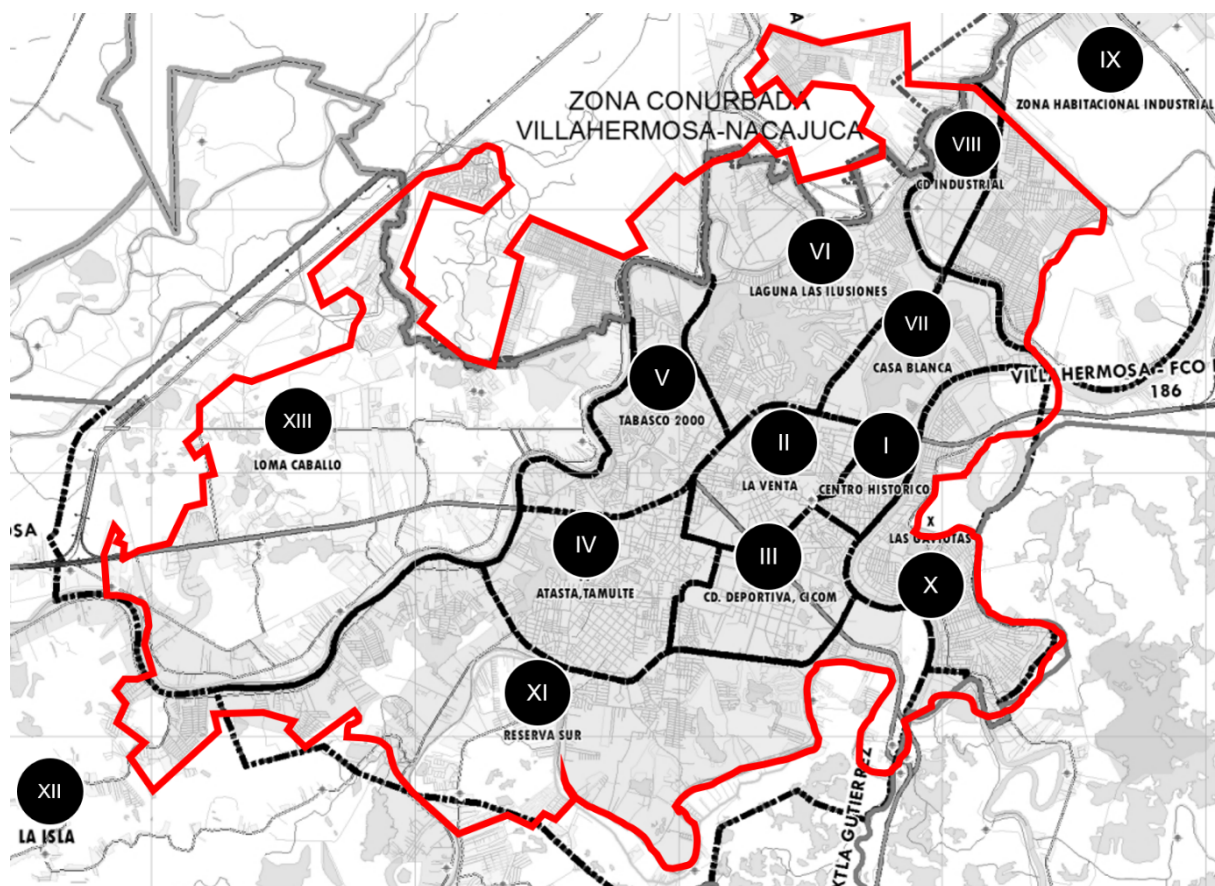 IX
ZONA HABITACIONAL INDUSTRIAL
ZONA CONURBADA
VILLAHERMOSA-NACAJUCA
VIII
CD INDUSTRIAL
VI
LAGUNA LAS ILUSIONES
VII
CASA BLANCA
VILLAHERMOSA - FCO
186
V
TABASCO 2000
XIII
LOMA CABALLO
II
LA VENTA
I
CENTRO HISTORICO
X
LAS GAVIOTAS
OSA
IV
ATASTA, TAMULTE
III
CD. DEPORTIVA, CICOM
X
XI
RESERVA SUR
XII
LA ISLA
XTLA GUTIERREZ